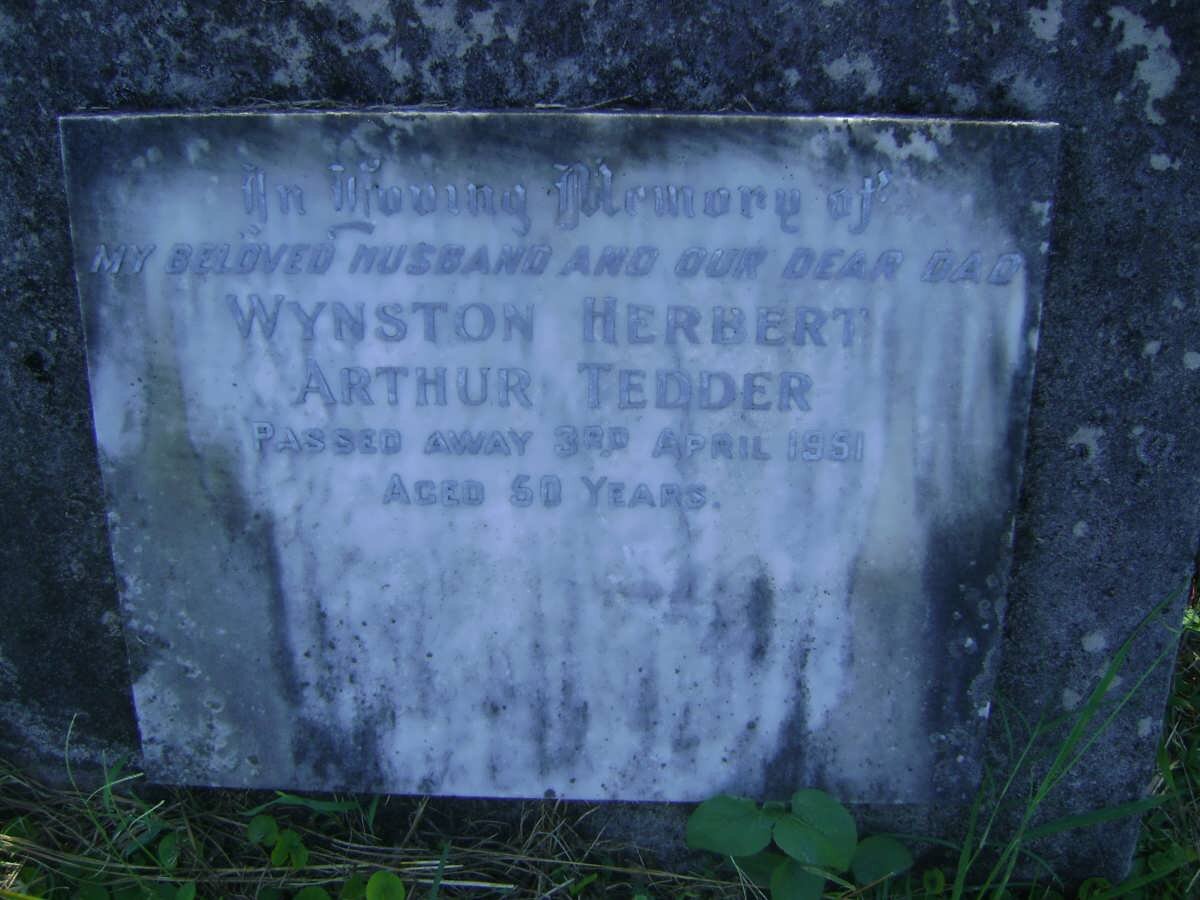 In Loving Memory of
MY BELOVED HUSBAND AND OUR DEAR DAD
WYNSTON HERBERT
ARTHUR TEDDER
PASSED AWAY 3RD APRIL 1951
AGED 50 YEARS.